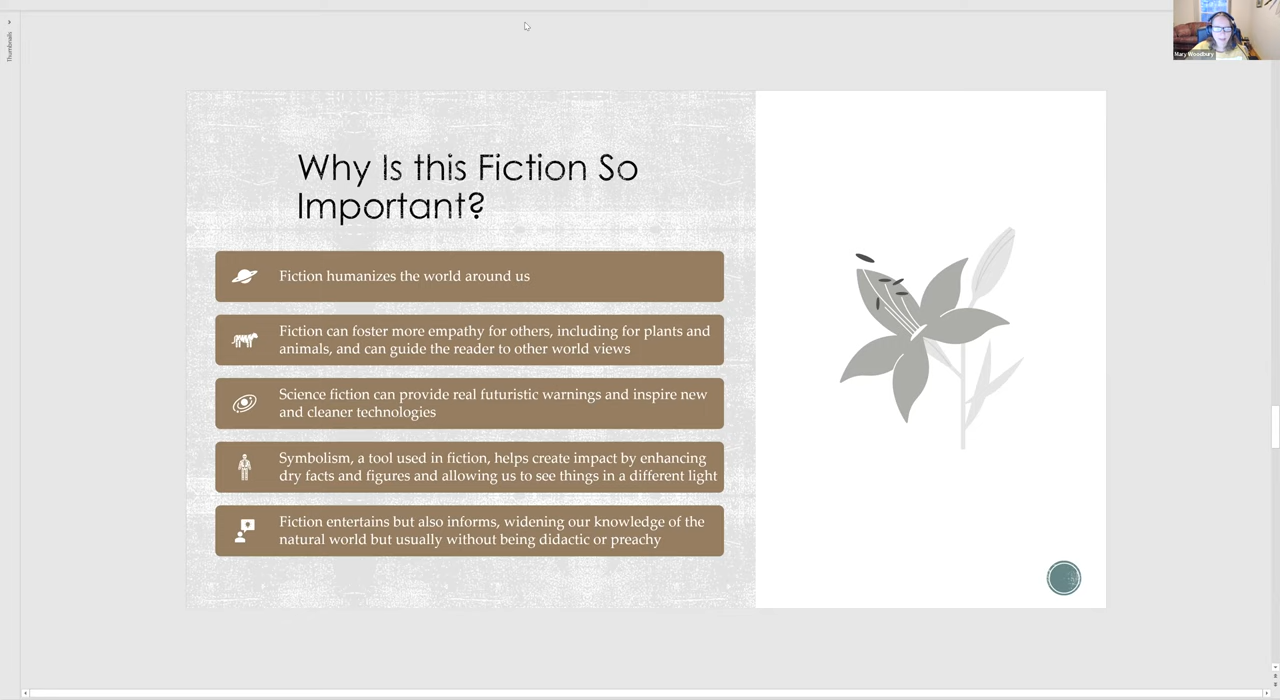 Thumbnails
Mary Woodbury
Why Is this Fiction So
Important?
Fiction humanizes the world around us
Fiction can foster more empathy for others, including for plants and
animals, and can guide the reader to other world views
Science fiction can provide real futuristic warnings and inspire new
and cleaner technologies
Symbolism, a tool used in fiction, helps create impact by enhancing
dry facts and figures and allowing us to see things in a different light
Fiction entertains but also informs, widening our knowledge of the
natural world but usually without being didactic or preachy